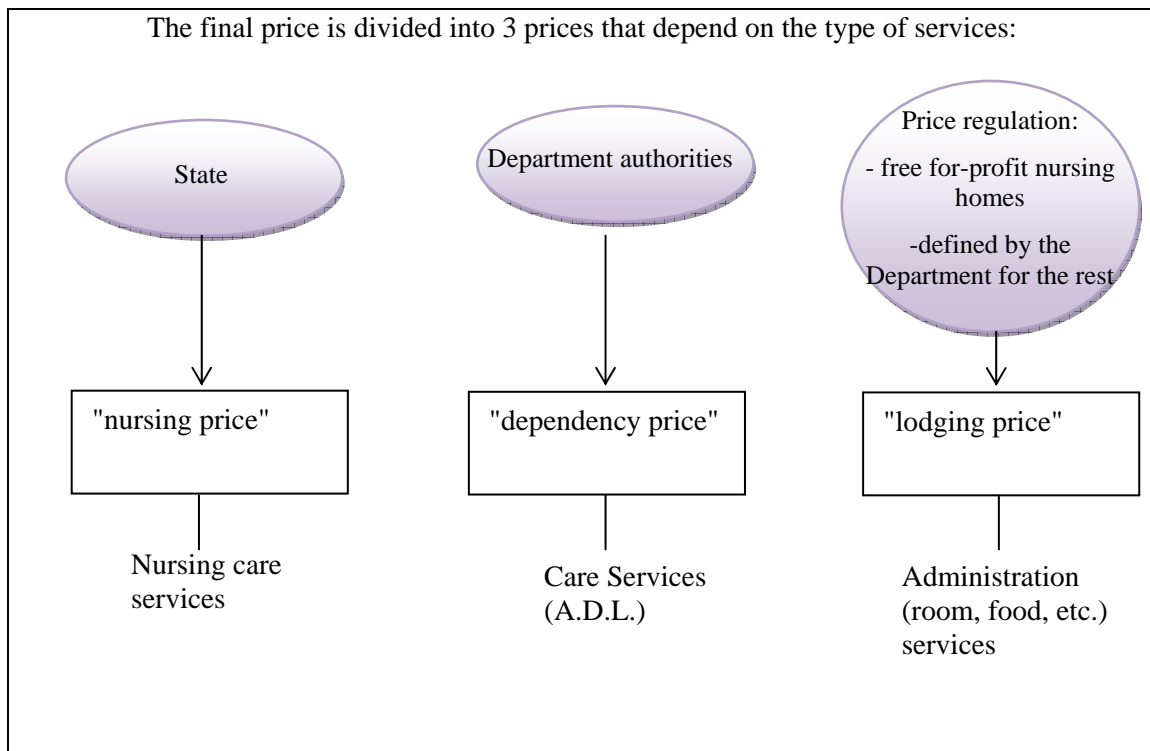 The final price is divided into 3 prices that depend on the type of services:
State
Department authorities
Price regulation:
- free for-profit nursing
homes
-defined by the
Department for the rest
"nursing price"
"dependency price"
"lodging price"
Nursing care
services
Care Services
(A.D.L.)
Administration
(room, food, etc.)
services